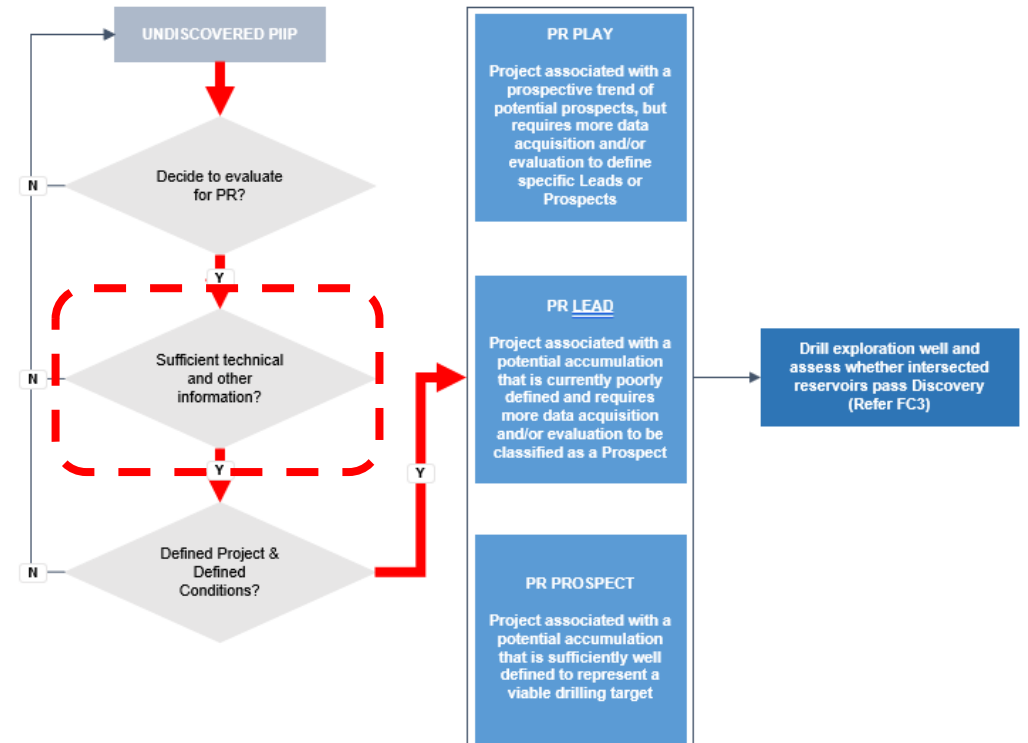 UNDISCOVERED PIIP
Decide to evaluate
for PR?
N
Y
Sufficient technical
and other
information?
N
Y
Defined Project &
Defined
Conditions?
N
Y
PR PLAY
Project associated with a
prospective trend of
potential prospects, but
requires more data
acquisition and/or
evaluation to define
specific Leads or
Prospects
PR LEAD
Project associated with a
potential accumulation
that is currently poorly
defined and requires
more data acquisition
and/or evaluation to be
classified as a Prospect
PR PROSPECT
Project associated with a
potential accumulation
that is sufficiently well
defined to represent a
viable drilling target
Drill exploration well and
assess whether intersected
reservoirs pass Discovery
(Refer FC3)